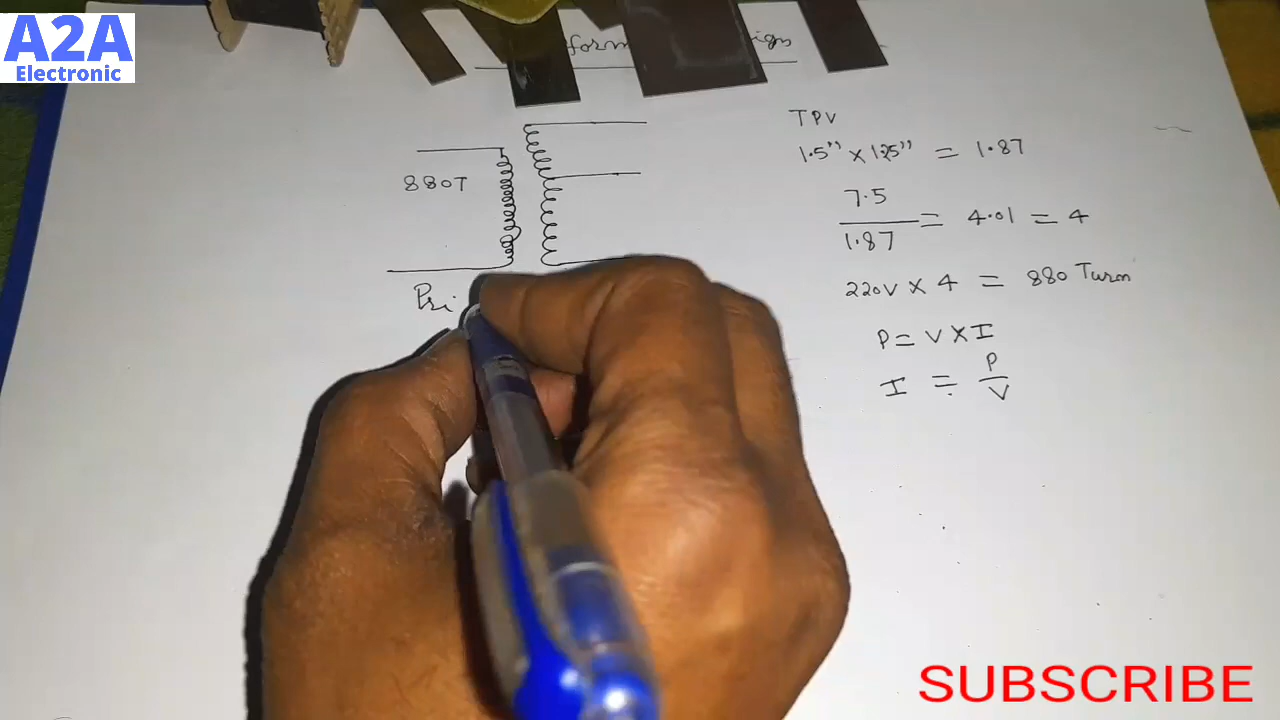 A2A
Electronic
TPV
1.5" × 1.25" = 1.87
7.5
1.87
= 4.01 = 4
880T
220V × 4 = 880 Turn
Pri
P = V × I
I = P
V
SUBSCRIBE